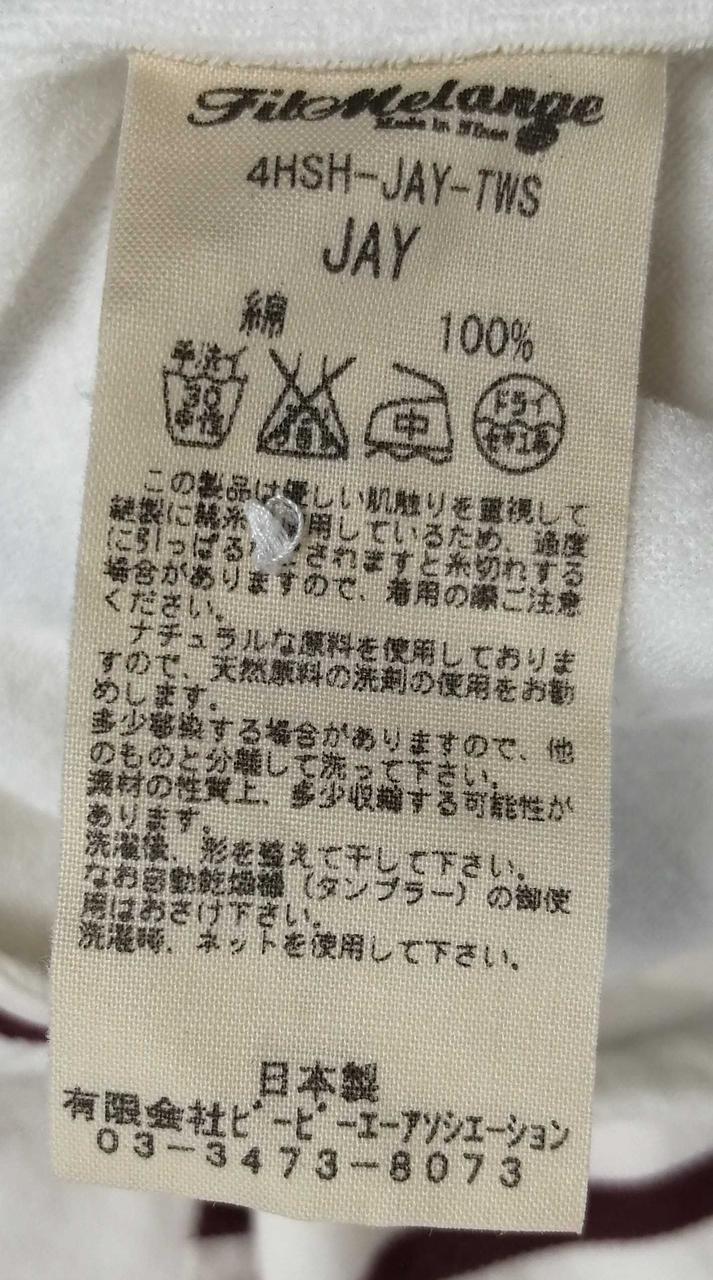 FilMelange
Made in
4HSH-JAY-TWS
JAY
綿 100%
手洗イ
30
中性
中
ドライ
セキユ系
この製品は優しい肌触りを重視して
縫製に綿糸 用しているため、過度
に引っぱる されますと糸切れする
場合がありますので、着用の際ご注意
ください。
ナチュラルな原料を使用しておりま
すので、天然原料の洗剤の使用をお勧
めします。
多少移染する場合がありますので、他
のものと分離して洗って下さい。
素材の性質上、多少収縮する可能性が
あります。
洗濯後、形を整えて干して下さい。
なお自動乾燥機(タンブラー)の御使
用はおさけ下さい。
洗濯時、ネットを使用して下さい。
日本製
有限会社ビーピーエーアソシエーション
03-3473-8073